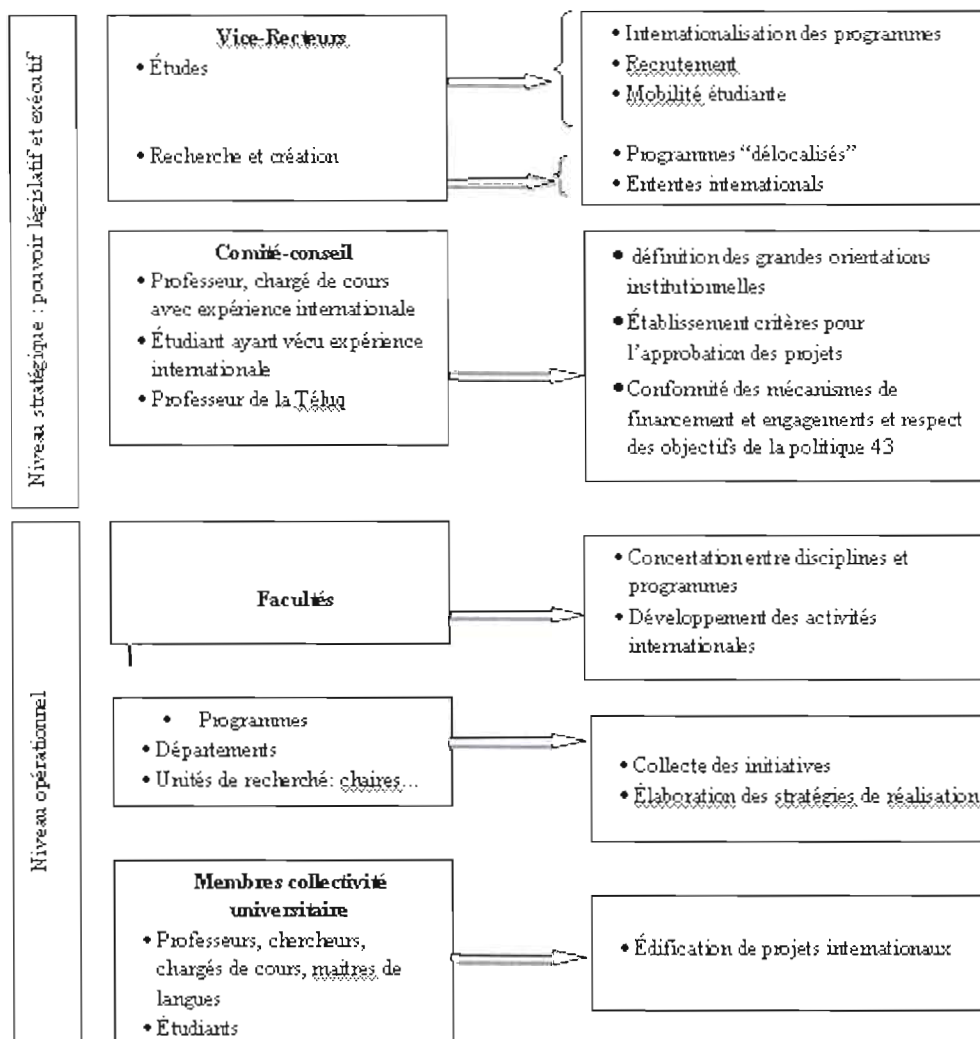 Niveau stratégique : pouvoir législatif et exécutif
Vice-Recteurs
• Études
• Recherche et création
• Internationalisation des programmes
• Recrutement
• Mobilité étudiante
• Programmes “délocalisés”
• Ententes internationals
Comité-conseil
• Professeur, chargé de cours
avec expérience internationale
• Étudiant ayant vécu expérience
internationale
• Professeur de la Téluq
• définition des grandes orientations
institutionnelles
• Établissement critères pour
l’approbation des projets
• Conformité des mécanismes de
financement et engagements et respect
des objectifs de la politique 43
Niveau opérationnel
Facultés
• Concertation entre disciplines et
programmes
• Développement des activités
internationales
• Programmes
• Départements
• Unités de recherché: chaires...
• Collecte des initiatives
• Élaboration des stratégies de réalisation
Membres collectivité
universitaire
• Professeurs, chercheurs,
chargés de cours, maitres de
langues
• Étudiants
• Édification de projets internationaux